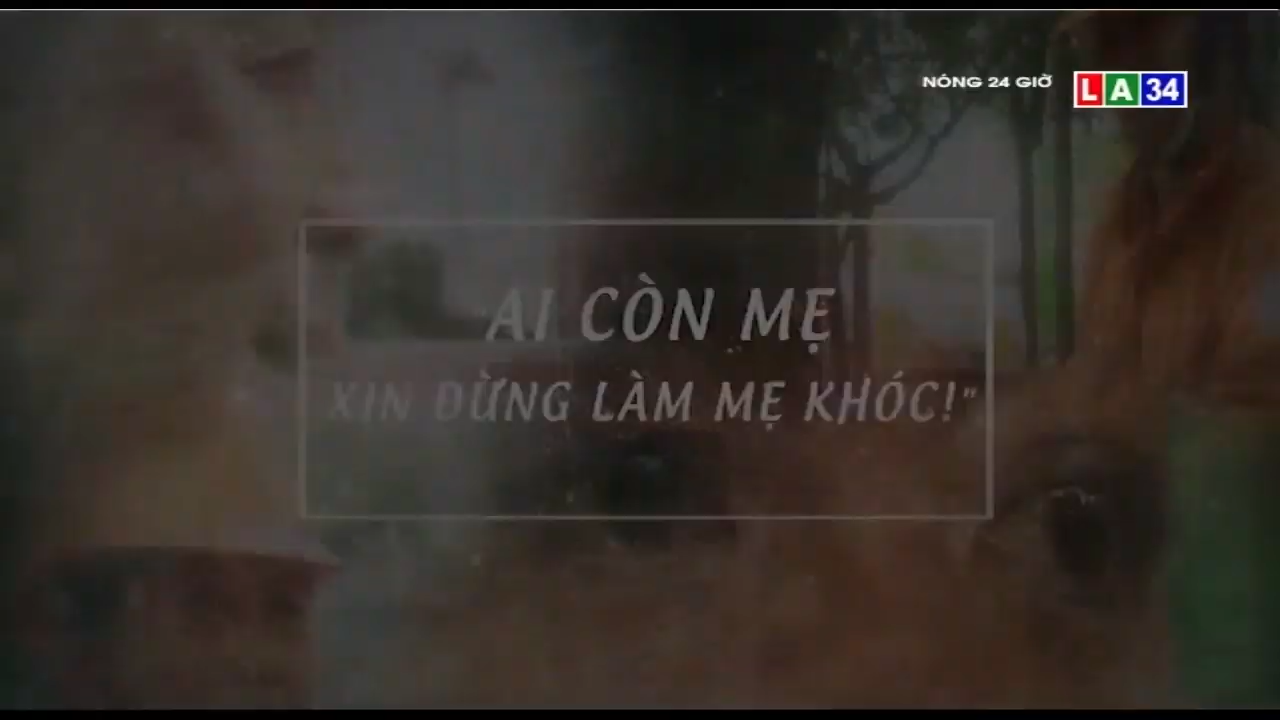 NÓNG 24 GIỜ
LA34
AI CÒN MẸ
XIN ĐỪNG LÀM MẸ KHÓC!"